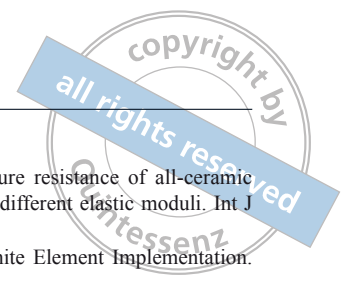 copyright by
all rights reserved
Quintessenz
ure resistance of all-ceramic
different elastic moduli. Int J
nite Element Implementation.